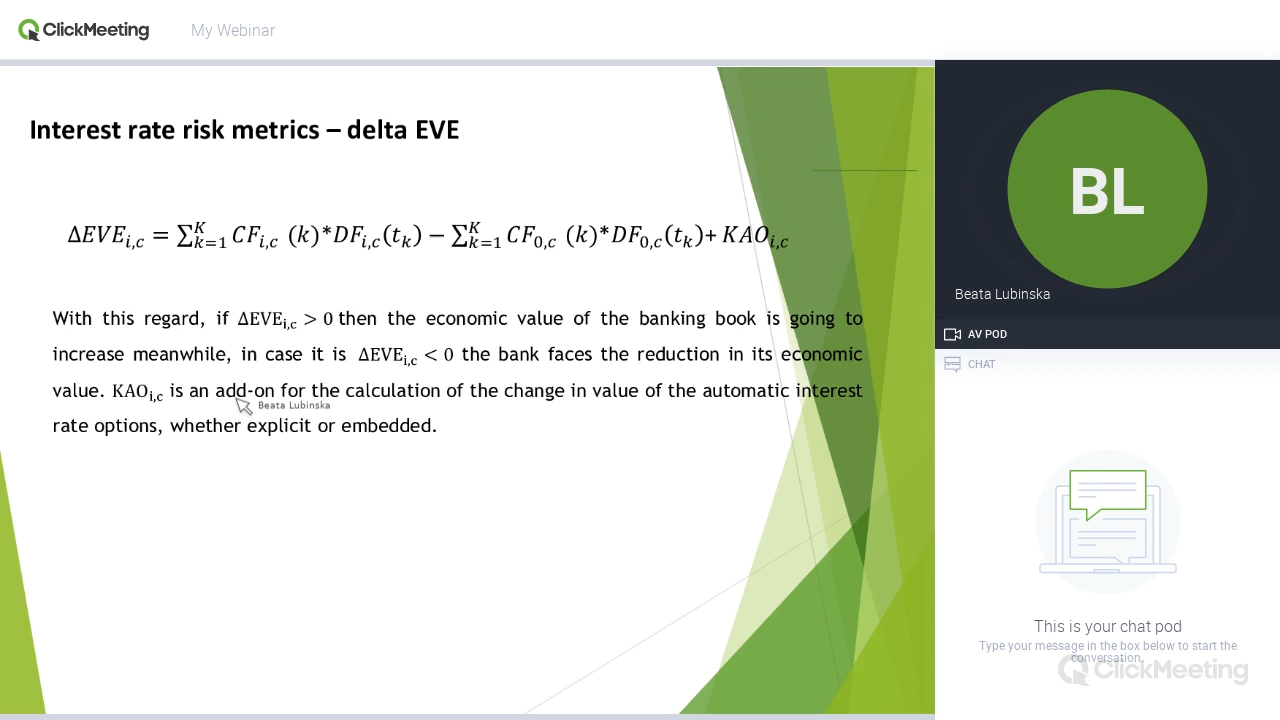 ClickMeeting
My Webinar
Interest rate risk metrics – delta EVE
ΔEVE_{i,c} = ∑_{k=1}^{K} CF_{i,c} (k)*DF_{i,c}(t_k) − ∑_{k=1}^{K} CF_{0,c} (k)*DF_{0,c}(t_k)+ KAO_{i,c}
With this regard, if ΔEVE_{i,c} > 0 then the economic value of the banking book is going to
increase meanwhile, in case it is ΔEVE_{i,c} < 0 the bank faces the reduction in its economic
value. KAO_{i,c} is an add-on for the calculation of the change in value of the automatic interest
Beata Lubinska
rate options, whether explicit or embedded.
BL
Beata Lubinska
AV POD
CHAT
This is your chat pod
Type your message in the box below to start the
conversation.
ClickMeeting